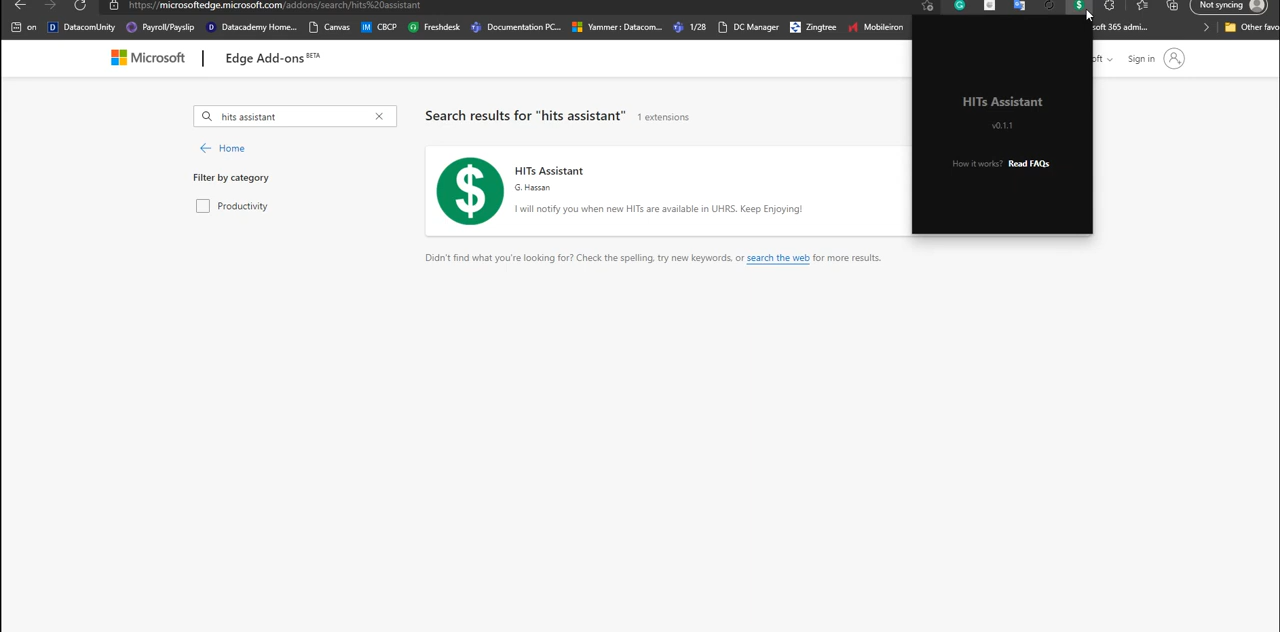 https://microsoftedge.microsoft.com/addons/search/hits%20assistant
Not syncing
on DatacomUnity Payroll/Payslip Datacademy Home... Canvas IM CBCP Freshdesk Documentation PC... Yammer : Datacom... 1/28 DC Manager Zingtree Mobileiron soft 365 admi... Other favo
Microsoft Edge Add-ons BETA
oft Sign in
hits assistant
Search results for "hits assistant" 1 extensions
Home
Filter by category
Productivity
HITs Assistant
G. Hassan
I will notify you when new HITs are available in UHRS. Keep Enjoying!
Didn't find what you're looking for? Check the spelling, try new keywords, or search the web for more results.
HITs Assistant
v0.1.1
How it works? Read FAQs